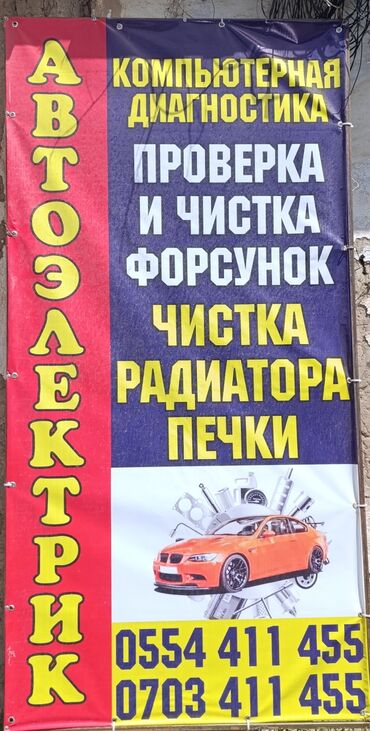 АВТОЭЛЕКТРИК
КОМПЬЮТЕРНАЯ
ДИАГНОСТИКА
ПРОВЕРКА
И ЧИСТКА
ФОРСУНОК
ЧИСТКА
РАДИАТОРА
ПЕЧКИ
0554 411 455
0703 411 455